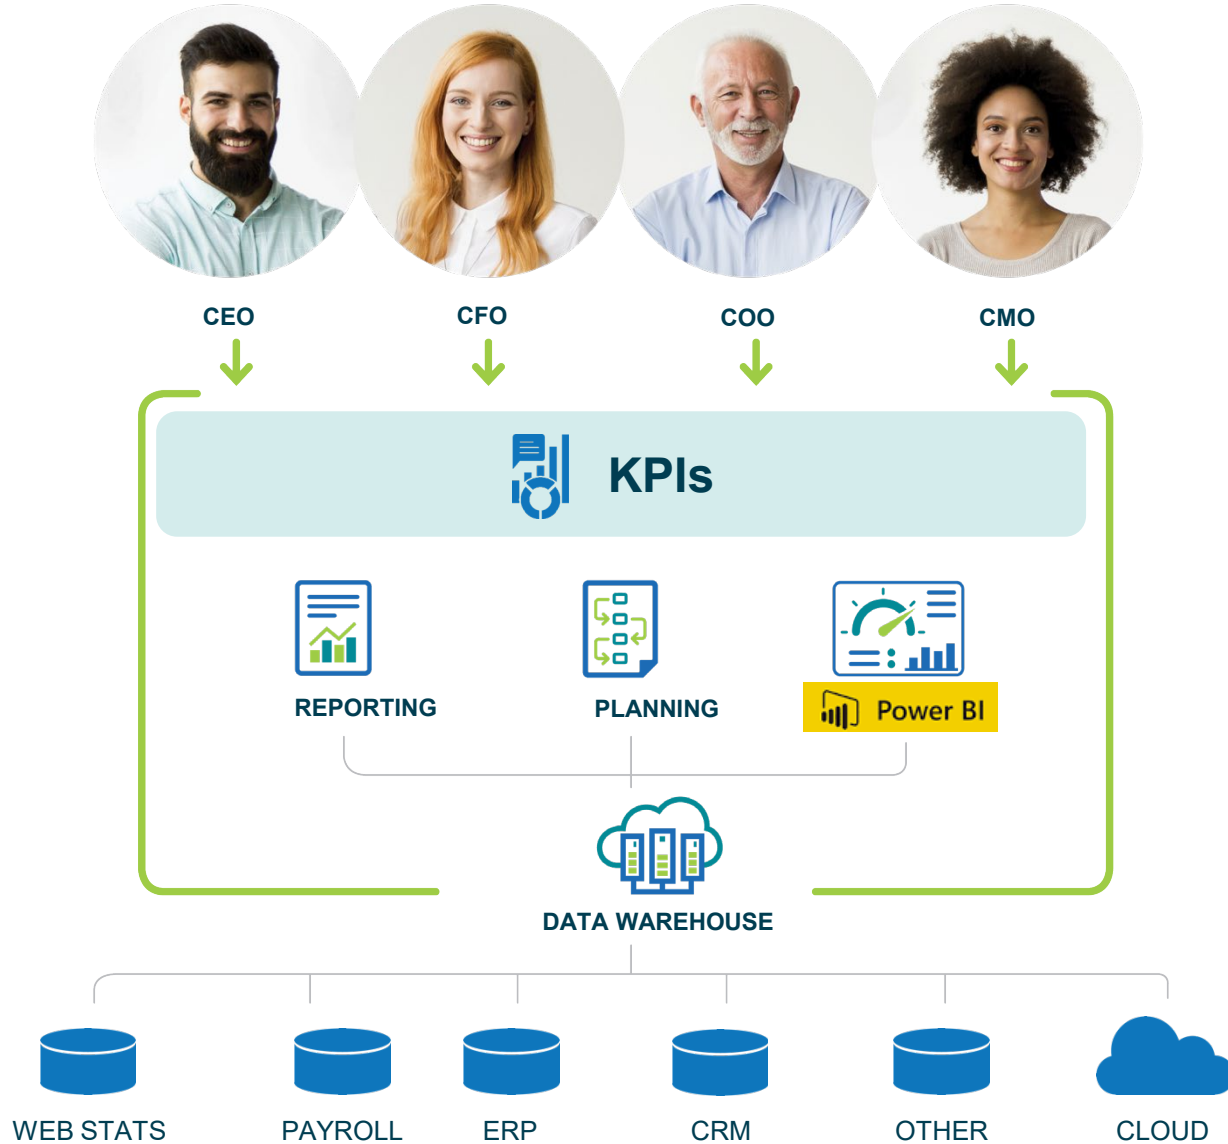 CEO
CFO
COO
CMO
KPIs
REPORTING
PLANNING
Power BI
DATA WAREHOUSE
WEB STATS
PAYROLL
ERP
CRM
OTHER
CLOUD